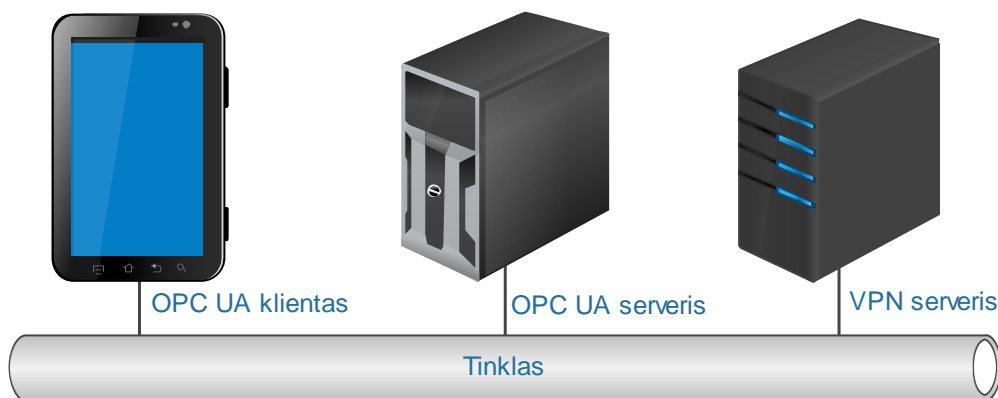 OPC UA klientas
OPC UA serveris
VPN serveris
Tinklas